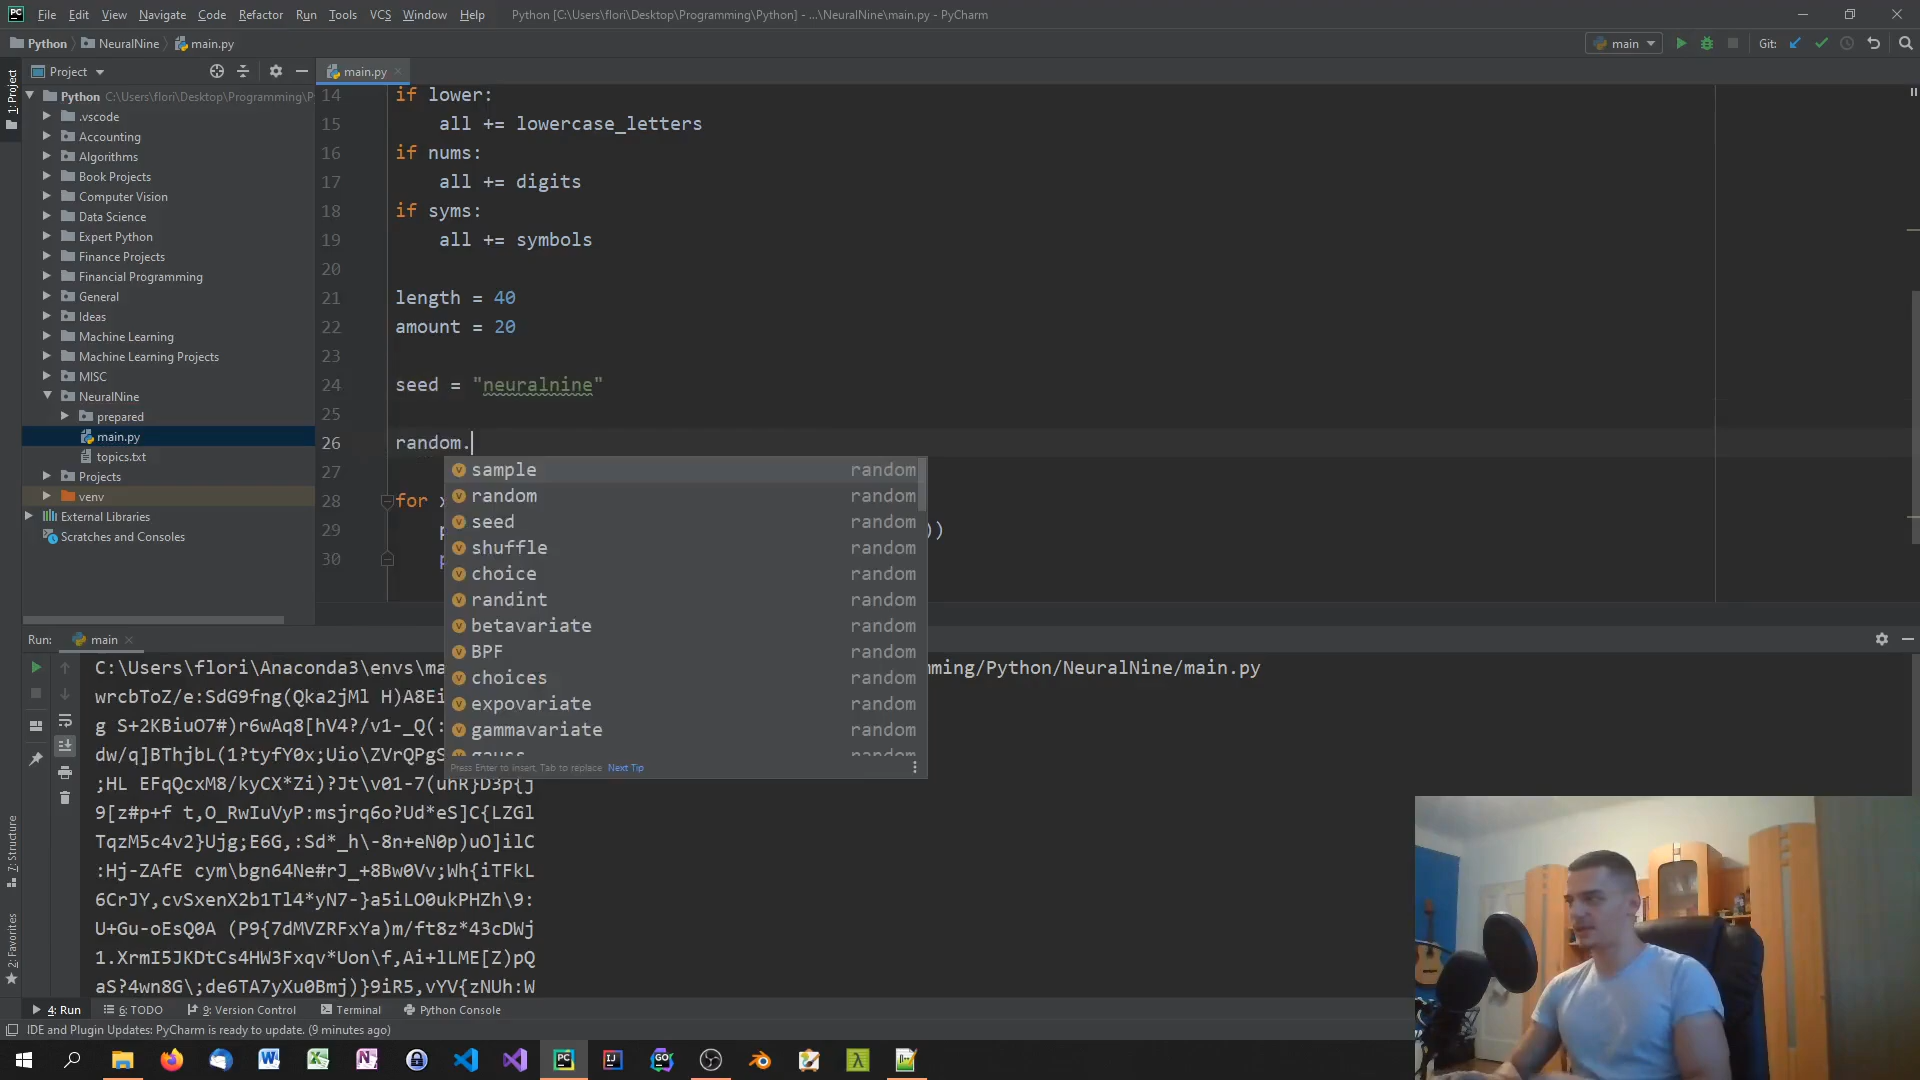 File Edit View Navigate Code Refactor Run Tools VCS Window Help Python [C:\Users\flori\Desktop\Programming\Python] - ...\NeuralNine\main.py - PyCharm
Python NeuralNine main.py main Git:
Project main.py
1: Project
Python C:\Users\flori\Desktop\Programming\P
.vscode
Accounting
Algorithms
Book Projects
Computer Vision
Data Science
Expert Python
Finance Projects
Financial Programming
General
Ideas
Machine Learning
Machine Learning Projects
MISC
NeuralNine
prepared
main.py
topics.txt
Projects
venv
External Libraries
Scratches and Consoles
14 if lower:
15 all += lowercase_letters
16 if nums:
17 all += digits
18 if syms:
19 all += symbols
20
21 length = 40
22 amount = 20
23
24 seed = "neuralnine"
25
26 random.
27
28 for
29 ))
30
sample random
random random
seed random
shuffle random
choice random
randint random
betavariate random
BPF random
choices random
expovariate random
gammavariate random
gauss random
Press Enter to insert, Tab to replace Next Tip
Run: main
C:\Users\flori\Anaconda3\envs\ma mming/Python/NeuralNine/main.py
wrcbToZ/e:SdG9fng(Qka2jMl H)A8Ei
g S+2KBiuO7#)r6wAq8[hV4?/v1-_Q(:
dw/q]BThjbL(1?tyfY0x;Uio\ZVrQPgS
;HL EFqQcxM8/kyCX*Zi)?Jt\v01-7(uhR}D3p{j
9[z#p+f t,O_RwIuVyP:msjrq6o?Ud*eS]C{LZGl
TqzM5c4v2}Ujg;E6G,:Sd*_h\-8n+eN0p)uO]ilC
:Hj-ZAfE cym\bgn64Ne#rJ_+8Bw0Vv;Wh{iTFkL
6CrJY,cvSxenX2b1Tl4*yN7-}a5iLO0ukPHZh\9:
U+Gu-oEsQ0A (P9{7dMVZRFxYa)m/ft8z*43cDWj
1.XrmI5JKDtCs4HW3Fxqv*Uon\f,Ai+lLME[Z)pQ
aS?4wn8G\;de6TA7yXu0Bmj)}9iR5,vYV{zNUh:W
7: Structure
2: Favorites
4: Run 6: TODO 9: Version Control Terminal Python Console
IDE and Plugin Updates: PyCharm is ready to update. (9 minutes ago)